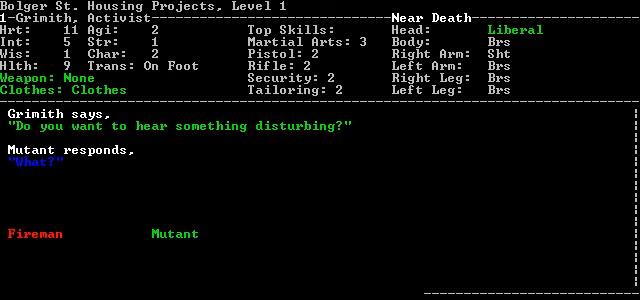 Bolger St. Housing Projects, Level 1
1-Grimith, Activist Near Death
Hrt: 11 Agi: 2 Top Skills: Head: Liberal
Int: 5 Str: 1 Martial Arts: 3 Body: Brs
Wis: 1 Char: 2 Pistol: 2 Right Arm: Sht
Hlth: 9 Trans: On Foot Rifle: 2 Left Arm: Brs
Weapon: None Security: 2 Right Leg: Brs
Clothes: Clothes Tailoring: 2 Left Leg: Brs
Grimith says,
"Do you want to hear something disturbing?"
Mutant responds,
"What?"
Fireman Mutant